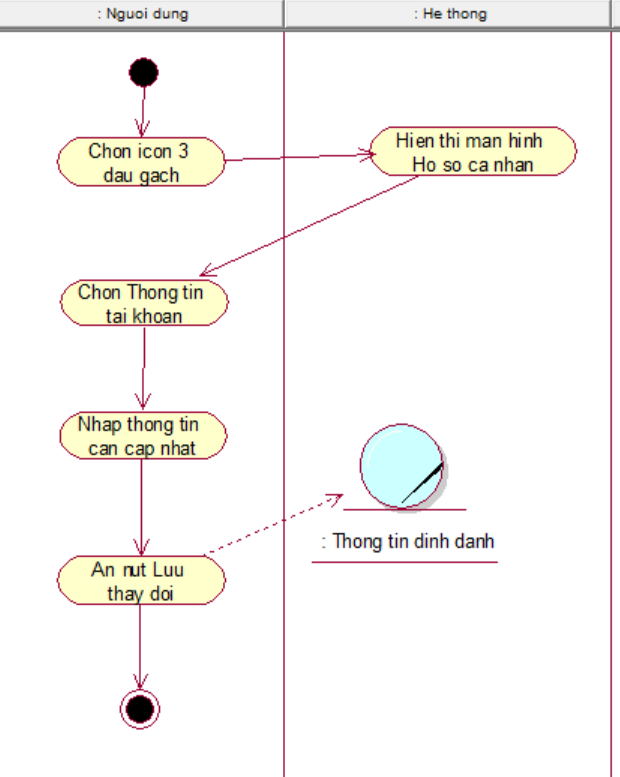 : Nguoi dung
: He thong
Chon icon 3
dau gach
Hien thi man hinh
Ho so ca nhan
Chon Thong tin
tai khoan
Nhap thong tin
can cap nhat
: Thong tin dinh danh
An nut Luu
thay doi